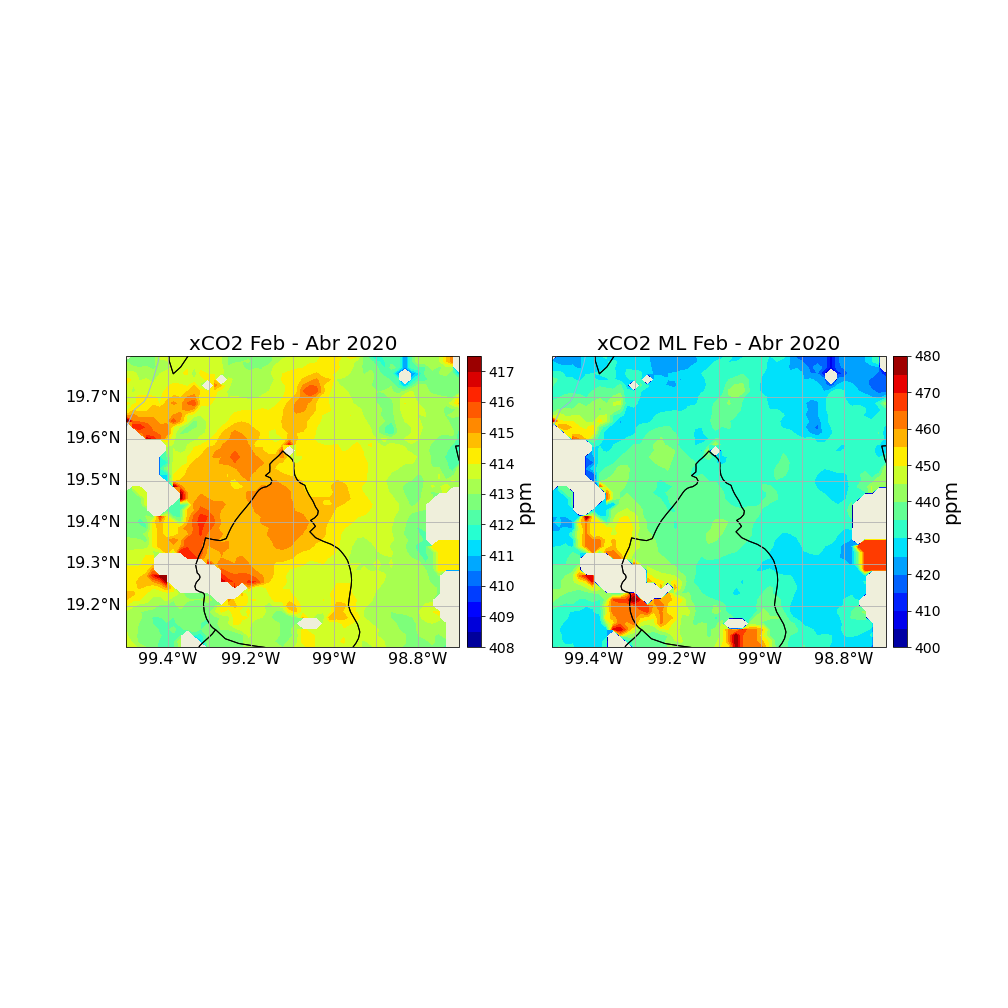 xCO2 Feb - Abr 2020
19.7°N
19.6°N
19.5°N
19.4°N
19.3°N
19.2°N
99.4°W 99.2°W 99°W 98.8°W
417
416
415
414
413
412
411
410
409
408
ppm
xCO2 ML Feb - Abr 2020
99.4°W 99.2°W 99°W 98.8°W
480
470
460
450
440
430
420
410
400
ppm